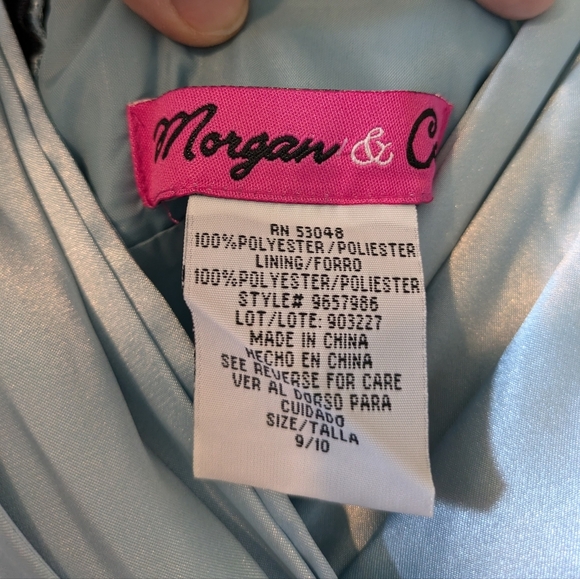 Morgan & C
RN 53048
100%POLYESTER/POLIESTER
LINING/FORRO
100%POLYESTER/POLIESTER
STYLE# 9657986
LOT/LOTE: 903227
MADE IN CHINA
HECHO EN CHINA
SEE REVERSE FOR CARE
VER AL DORSO PARA
CUIDADO
SIZE/TALLA
9/10